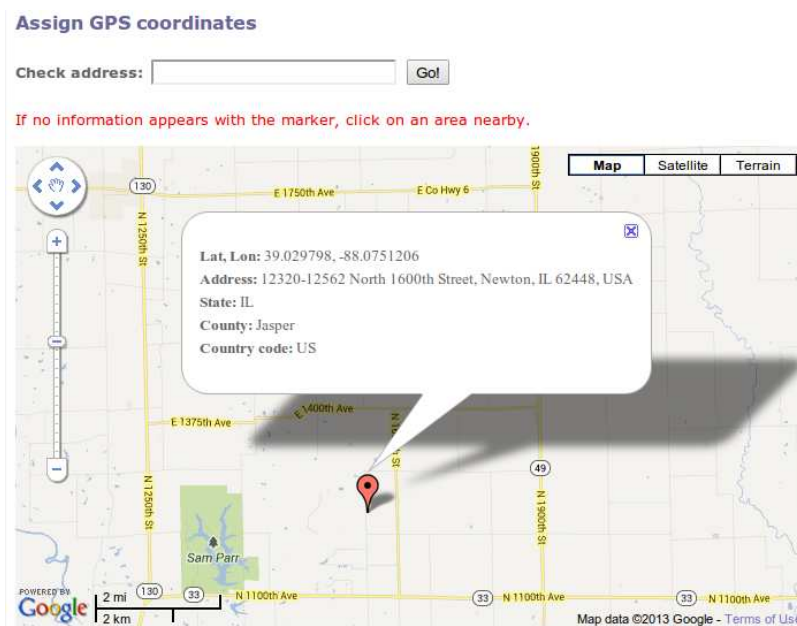 Assign GPS coordinates
Check address:
Go!
If no information appears with the marker, click on an area nearby.
Map Satellite Terrain
1900th St
130
E 1750th Ave
E Co Hwy 6
N 1250th St
Lat, Lon: 39.029798, -88.0751206
Address: 12320-12562 North 1600th Street, Newton, IL 62448, USA
State: IL
County: Jasper
Country code: US
E 1400th Ave
E 1375th Ave
St
49
N 1250th St
N 1900th St
Sam Parr
POWERED BY
Google
2 mi
2 km
130
33
N 1100th Ave
33
N 1100th Ave
33
N 1100th Ave
Map data ©2013 Google - Terms of Use